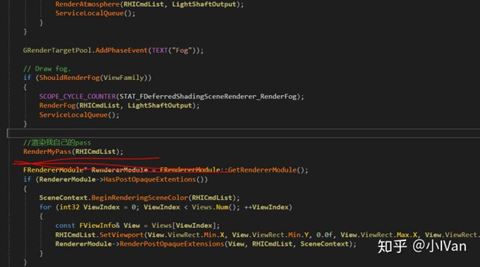 RenderAtmosphere(RHICmdList, LightShaftOutput);
ServiceLocalQueue();
}
}
GRenderTargetPool.AddPhaseEvent(TEXT("Fog"));
// Draw fog.
if (ShouldRenderFog(ViewFamily))
{
SCOPE_CYCLE_COUNTER(STAT_FDeferredShadingSceneRenderer_RenderFog);
RenderFog(RHICmdList, LightShaftOutput);
ServiceLocalQueue();
}
//渲染我自己的pass
RenderMyPass(RHICmdList);
FRendererModule* RendererModule = FRendererModule::GetRendererModule();
if (RendererModule->HasPostOpaqueExtentions())
{
SceneContext.BeginRenderingSceneColor(RHICmdList);
for (int32 ViewIndex = 0; ViewIndex < Views.Num(); ++ViewIndex)
{
const FViewInfo& View = Views[ViewIndex];
RHICmdList.SetViewport(View.ViewRect.Min.X, View.ViewRect.Min.Y, 0.0f, View.ViewRect.Max.X, View.ViewRect.
RendererModule->RenderPostOpaqueExtensions(View, RHICmdList, SceneContext);
}
知乎 @小IVan